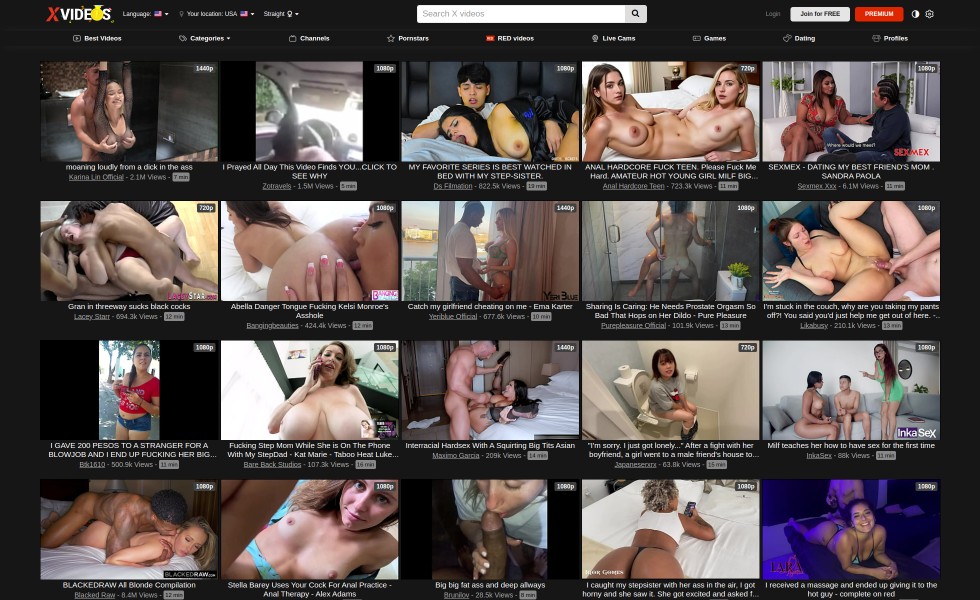 XVIDEOS
Language:
Your location: USA
Straight
Search X videos
Login
Join for FREE
PREMIUM
Best Videos
Categories
Channels
Pornstars
RED videos
Live Cams
Games
Dating
Profiles
1440p
1080p
1080p
720p
1080p
Where would we meet?
SEXMEX
moaning loudly from a dick in the ass
Karina Lin Official - 2.1M Views - 7 min
I Prayed All Day This Video Finds YOU...CLICK TO
SEE WHY
Zotravels - 1.5M Views - 5 min
MY FAVORITE SERIES IS BEST WATCHED IN
BED WITH MY STEP-SISTER.
Ds Filmation - 822.5k Views - 19 min
ANAL HARDCORE FUCK TEEN. Please Fuck Me
Hard. AMATEUR HOT YOUNG GIRL MILF BIG...
Anal Hardcore Teen - 723.3k Views - 11 min
SEXMEX - DATING MY BEST FRIEND'S MOM .
SANDRA PAOLA
Sexmex Xxx - 6.1M Views - 11 min
720p
1080p
1440p
1080p
1080p
LACEYSTARR.COM
Gran in threeway sucks black cocks
Lacey Starr - 694.3k Views - 12 min
Abella Danger Tongue Fucking Kelsi Monroe's
Asshole
Bangingbeauties - 424.4k Views - 12 min
Catch my girlfriend cheating on me - Ema Karter
Yeriblue Official - 677.6k Views - 10 min
Sharing Is Caring: He Needs Prostate Orgasm So
Bad That Hops on Her Dildo - Pure Pleasure
Purepleasure Official - 101.9k Views - 13 min
I'm stuck in the couch, why are you taking my pants
off?! You said you'd just help me get out of here. -..
Likabusy - 210.1k Views - 13 min
1080p
1080p
1440p
720p
1080p
InkaSex
I GAVE 200 PESOS TO A STRANGER FOR A
BLOWJOB AND I END UP FUCKING HER BIG...
Btk1610 - 500.9k Views - 11 min
Fucking Step Mom While She is On The Phone
With My StepDad - Kat Marie - Taboo Heat Luke...
Bare Back Studios - 107.3k Views - 16 min
Interracial Hardsex With A Squirting Big Tits Asian
Maximo Garcia - 209k Views - 14 min
"I'm sorry. I just got lonely..." After a fight with her
boyfriend, a girl went to a male friend's house to...
Japaneserxrx - 63.8k Views - 15 min
Milf teaches her how to have sex for the first time
InkaSex - 88k Views - 11 min
1080p
1080p
1080p
1080p
1080p
BLACKEDRAW.COM
BLACKEDRAW All Blonde Compilation
Blacked Raw - 8.4M Views - 12 min
Stella Barey Uses Your Cock For Anal Practice -
Anal Therapy - Alex Adams
Big big fat ass and deep allways
Brunilov - 28.5k Views - 8 min
I caught my stepsister with her ass in the air, I got
horny and she saw it. She got excited and asked f...
I received a massage and ended up giving it to the
hot guy - complete on red